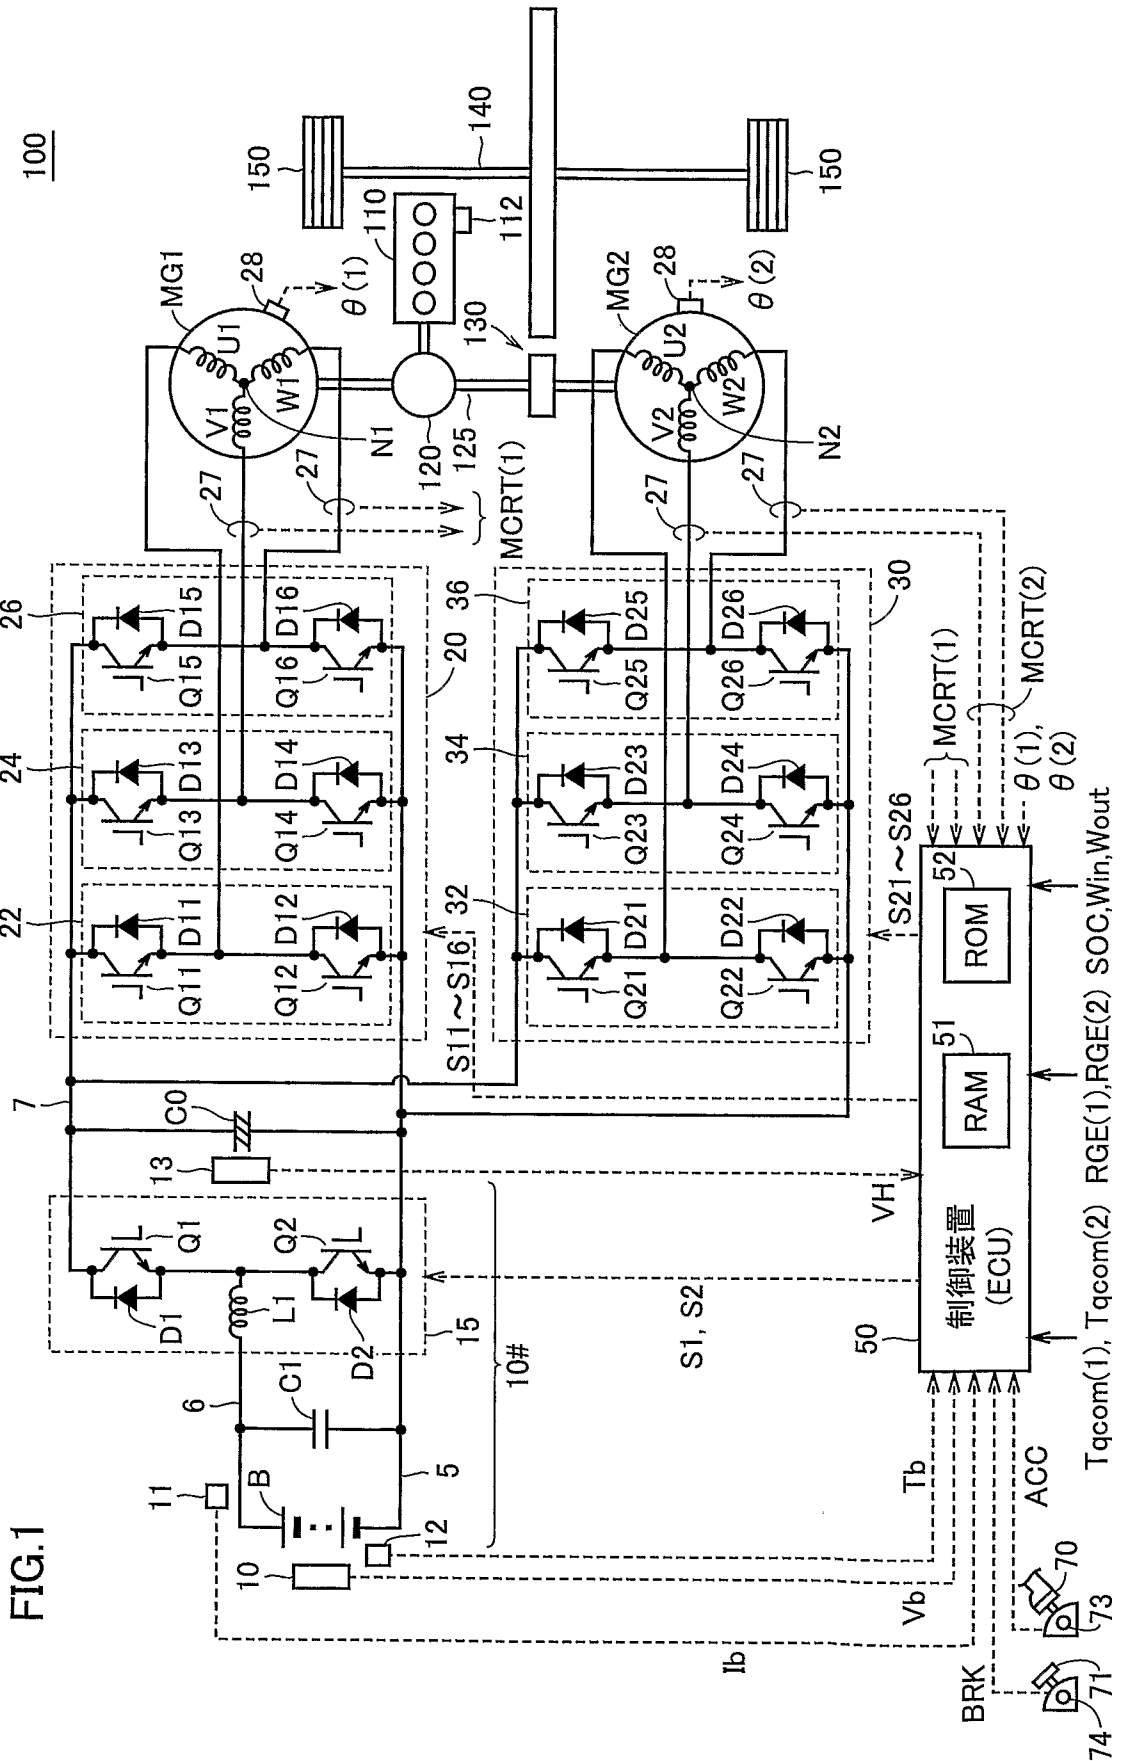 FIG.1
100
11
10
12
B
6
C1
5
10#
15
D1
Q1
L1
D2
Q2
13
C0
7
20
22
Q11
D11
Q12
D12
24
Q13
D13
Q14
D14
26
Q15
D15
Q16
D16
S11～S16
30
32
Q21
D21
Q22
D22
34
Q23
D23
Q24
D24
36
Q25
D25
Q26
D26
S21～S26
27
27
MCRT(1)
27
27
MG1
U1
V1
W1
N1
28
θ(1)
MG2
U2
V2
W2
N2
28
θ(2)
110
112
120
125
130
140
150
150
VH
S1, S2
Tb
Vb
Ib
BRK
ACC
70
73
71
74
50
制御装置
(ECU)
51
RAM
52
ROM
MCRT(1)
MCRT(2)
θ(1),
θ(2)
Tqcom(1), Tqcom(2)
RGE(1),RGE(2)
SOC,Win,Wout